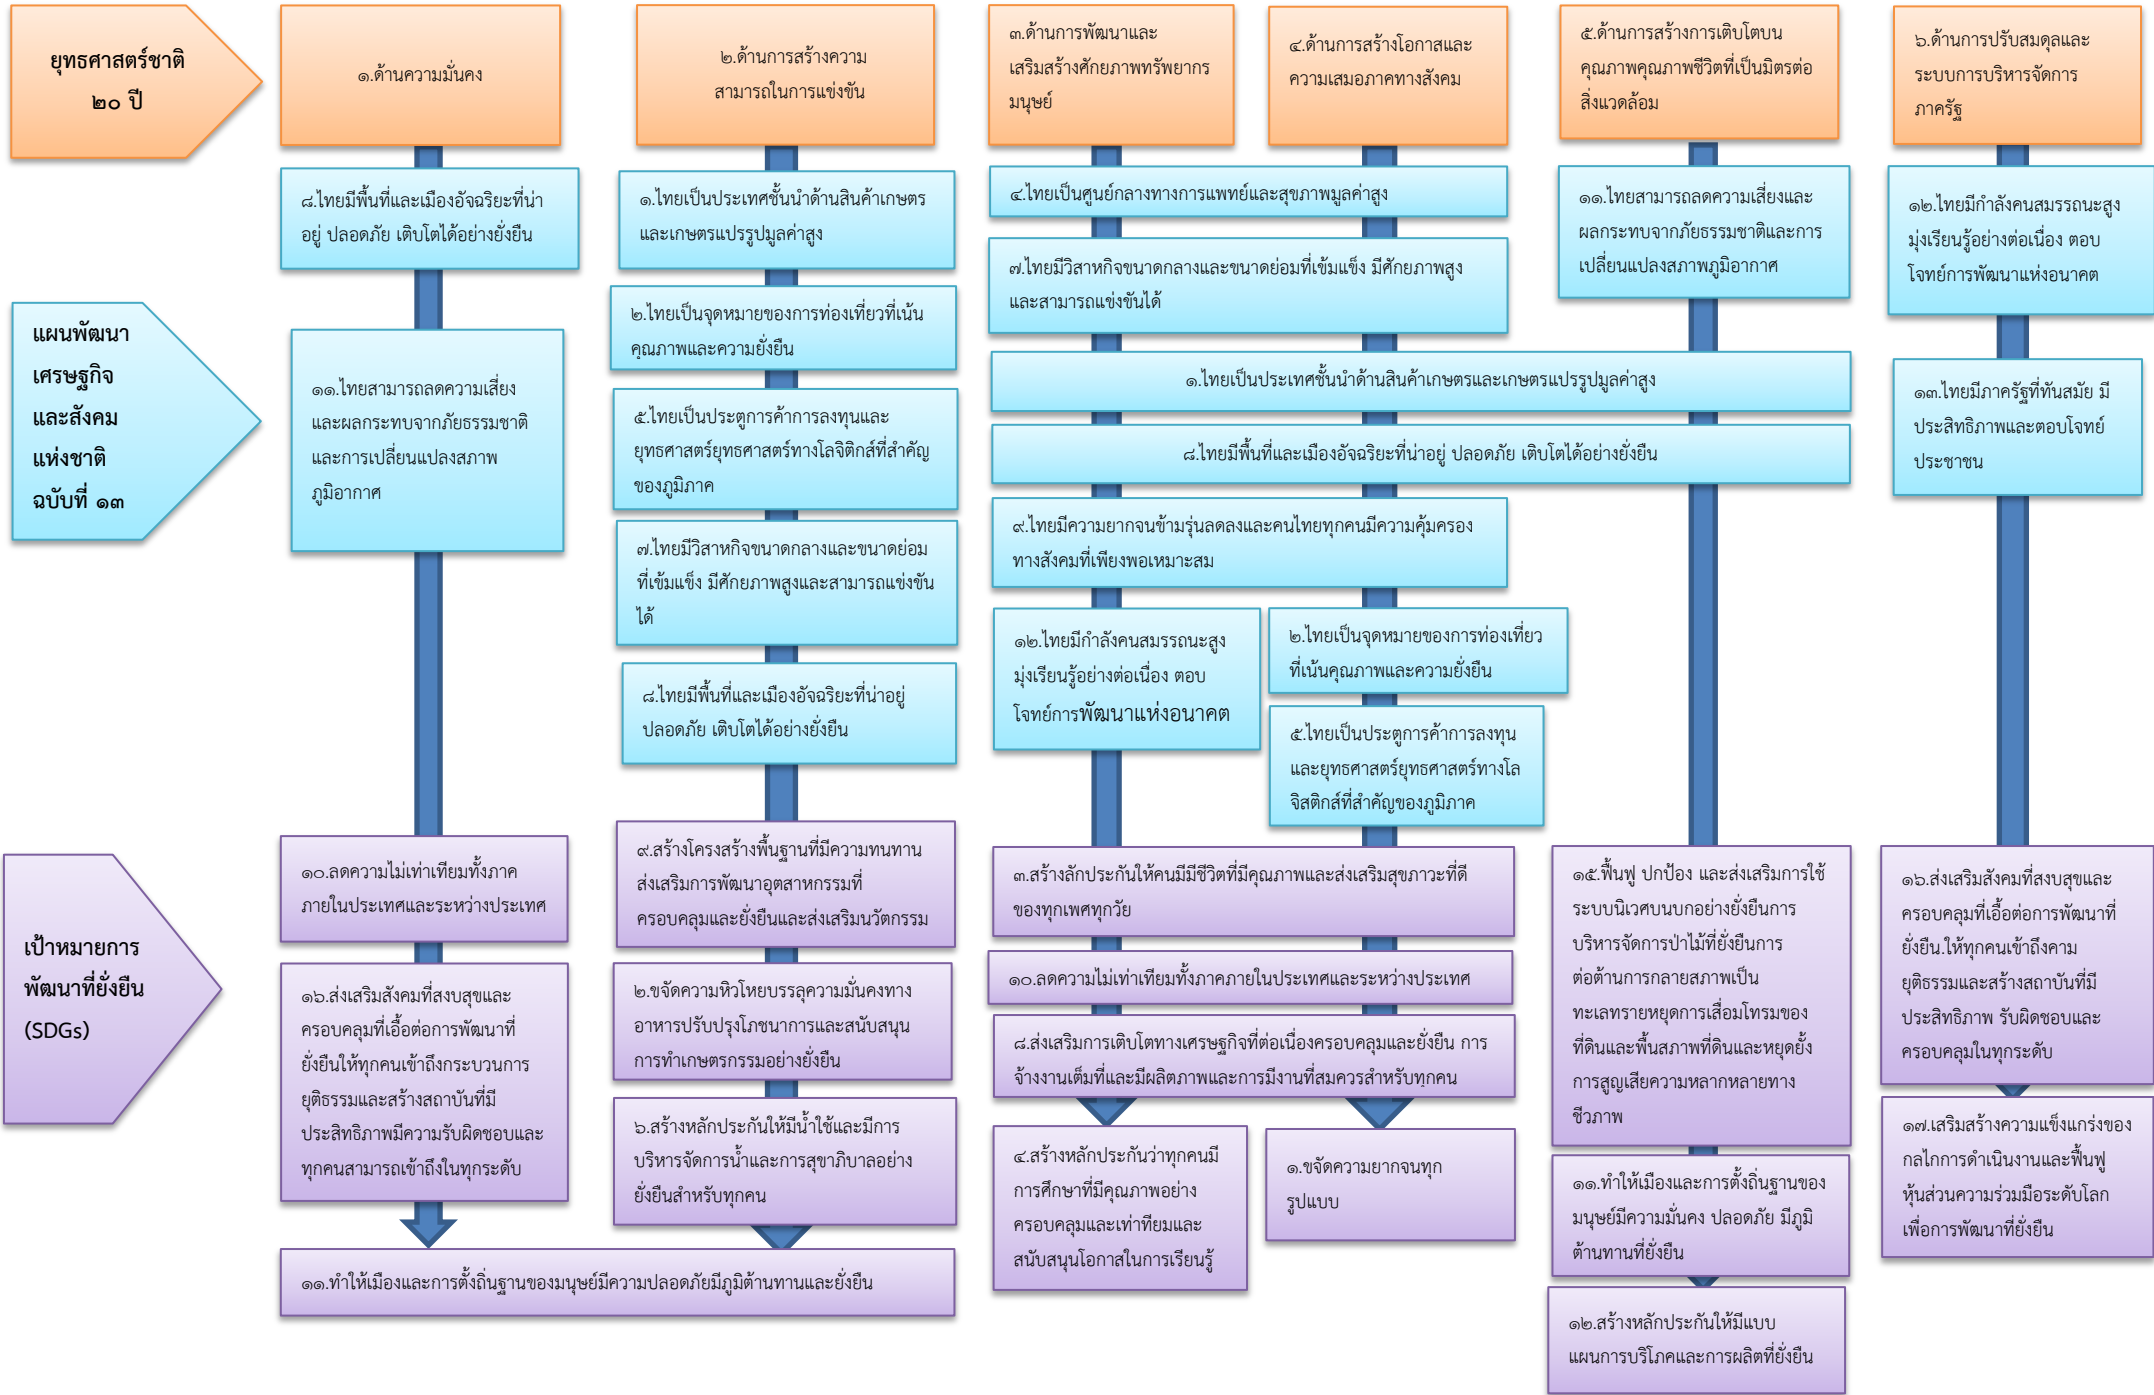 ยุทธศาสตร์ชาติ
๒๐ ปี
๑.ด้านความมั่นคง
๒.ด้านการสร้างความ
สามารถในการแข่งขัน
๓.ด้านการพัฒนาและ
เสริมสร้างศักยภาพทรัพยากร
มนุษย์
๔.ด้านการสร้างโอกาสและ
ความเสมอภาคทางสังคม
๕.ด้านการสร้างการเติบโตบน
คุณภาพคุณภาพชีวิตที่เป็นมิตรต่อ
สิ่งแวดล้อม
๖.ด้านการปรับสมดุลและ
ระบบการบริหารจัดการ
ภาครัฐ
แผนพัฒนา
เศรษฐกิจ
และสังคม
แห่งชาติ
ฉบับที่ ๑๓
๘.ไทยมีพื้นที่และเมืองอัจฉริยะที่น่า
อยู่ ปลอดภัย เติบโตได้อย่างยั่งยืน
๑๑.ไทยสามารถลดความเสี่ยง
และผลกระทบจากภัยธรรมชาติ
และการเปลี่ยนแปลงสภาพ
ภูมิอากาศ
๑.ไทยเป็นประเทศชั้นนำด้านสินค้าเกษตร
และเกษตรแปรรูปมูลค่าสูง
๒.ไทยเป็นจุดหมายของการท่องเที่ยวที่เน้น
คุณภาพและความยั่งยืน
๕.ไทยเป็นประตูการค้าการลงทุนและ
ยุทธศาสตร์ยุทธศาสตร์ทางโลจิติกส์ที่สำคัญ
ของภูมิภาค
๗.ไทยมีวิสาหกิจขนาดกลางและขนาดย่อม
ที่เข้มแข็ง มีศักยภาพสูงและสามารถแข่งขัน
ได้
๘.ไทยมีพื้นที่และเมืองอัจฉริยะที่น่าอยู่
ปลอดภัย เติบโตได้อย่างยั่งยืน
๔.ไทยเป็นศูนย์กลางทางการแพทย์และสุขภาพมูลค่าสูง
๗.ไทยมีวิสาหกิจขนาดกลางและขนาดย่อมที่เข้มแข็ง มีศักยภาพสูง
และสามารถแข่งขันได้
๑.ไทยเป็นประเทศชั้นนำด้านสินค้าเกษตรและเกษตรแปรรูปมูลค่าสูง
๘.ไทยมีพื้นที่และเมืองอัจฉริยะที่น่าอยู่ ปลอดภัย เติบโตได้อย่างยั่งยืน
๙.ไทยมีความยากจนข้ามรุ่นลดลงและคนไทยทุกคนมีความคุ้มครอง
ทางสังคมที่เพียงพอเหมาะสม
๑๒.ไทยมีกำลังคนสมรรถนะสูง
มุ่งเรียนรู้อย่างต่อเนื่อง ตอบ
โจทย์การพัฒนาแห่งอนาคต
๒.ไทยเป็นจุดหมายของการท่องเที่ยว
ที่เน้นคุณภาพและความยั่งยืน
๕.ไทยเป็นประตูการค้าการลงทุน
และยุทธศาสตร์ยุทธศาสตร์ทางโล
จิสติกส์ที่สำคัญของภูมิภาค
๑๑.ไทยสามารถลดความเสี่ยงและ
ผลกระทบจากภัยธรรมชาติและการ
เปลี่ยนแปลงสภาพภูมิอากาศ
๑๒.ไทยมีกำลังคนสมรรถนะสูง
มุ่งเรียนรู้อย่างต่อเนื่อง ตอบ
โจทย์การพัฒนาแห่งอนาคต
๑๓.ไทยมีภาครัฐที่ทันสมัย มี
ประสิทธิภาพและตอบโจทย์
ประชาชน
เป้าหมายการ
พัฒนาที่ยั่งยืน
(SDGs)
๑๐.ลดความไม่เท่าเทียมทั้งภาค
ภายในประเทศและระหว่างประเทศ
๑๖.ส่งเสริมสังคมที่สงบสุขและ
ครอบคลุมที่เอื้อต่อการพัฒนาที่
ยั่งยืนให้ทุกคนเข้าถึงกระบวนการ
ยุติธรรมและสร้างสถาบันที่มี
ประสิทธิภาพมีความรับผิดชอบและ
ทุกคนสามารถเข้าถึงในทุกระดับ
๙.สร้างโครงสร้างพื้นฐานที่มีความทนทาน
ส่งเสริมการพัฒนาอุตสาหกรรมที่
ครอบคลุมและยั่งยืนและส่งเสริมนวัตกรรม
๒.ขจัดความหิวโหยบรรลุความมั่นคงทาง
อาหารปรับปรุงโภชนาการและสนับสนุน
การทำเกษตรกรรมอย่างยั่งยืน
๖.สร้างหลักประกันให้มีน้ำใช้และมีการ
บริหารจัดการน้ำและการสุขาภิบาลอย่าง
ยั่งยืนสำหรับทุกคน
๑๑.ทำให้เมืองและการตั้งถิ่นฐานของมนุษย์มีความปลอดภัยมีภูมิต้านทานและยั่งยืน
๓.สร้างลักประกันให้คนมีมีชีวิตที่มีคุณภาพและส่งเสริมสุขภาวะที่ดี
ของทุกเพศทุกวัย
๑๐.ลดความไม่เท่าเทียมทั้งภาคภายในประเทศและระหว่างประเทศ
๘.ส่งเสริมการเติบโตทางเศรษฐกิจที่ต่อเนื่องครอบคลุมและยั่งยืน การ
จ้างงานเต็มที่และมีผลิตภาพและการมีงานที่สมควรสำหรับทุกคน
๔.สร้างหลักประกันว่าทุกคนมี
การศึกษาที่มีคุณภาพอย่าง
ครอบคลุมและเท่าทียมและ
สนับสนุนโอกาสในการเรียนรู้
๑.ขจัดความยากจนทุก
รูปแบบ
๑๕.ฟื้นฟู ปกป้อง และส่งเสริมการใช้
ระบบนิเวศบนบกอย่างยั่งยืนการ
บริหารจัดการป่าไม้ที่ยั่งยืนการ
ต่อต้านการกลายสภาพเป็น
ทะเลทรายหยุดการเสื่อมโทรมของ
ที่ดินและพื้นสภาพที่ดินและหยุดยั้ง
การสูญเสียความหลากหลายทาง
ชีวภาพ
๑๑.ทำให้เมืองและการตั้งถิ่นฐานของ
มนุษย์มีความมั่นคง ปลอดภัย มีภูมิ
ต้านทานที่ยั่งยืน
๑๒.สร้างหลักประกันให้มีแบบ
แผนการบริโภคและการผลิตที่ยั่งยืน
๑๖.ส่งเสริมสังคมที่สงบสุขและ
ครอบคลุมที่เอื้อต่อการพัฒนาที่
ยั่งยืน.ให้ทุกคนเข้าถึงคาม
ยุติธรรมและสร้างสถาบันที่มี
ประสิทธิภาพ รับผิดชอบและ
ครอบคลุมในทุกระดับ
๑๗.เสริมสร้างความแข็งแกร่งของ
กลไกการดำเนินงานและฟื้นฟู
หุ้นส่วนความร่วมมือระดับโลก
เพื่อการพัฒนาที่ยั่งยืน